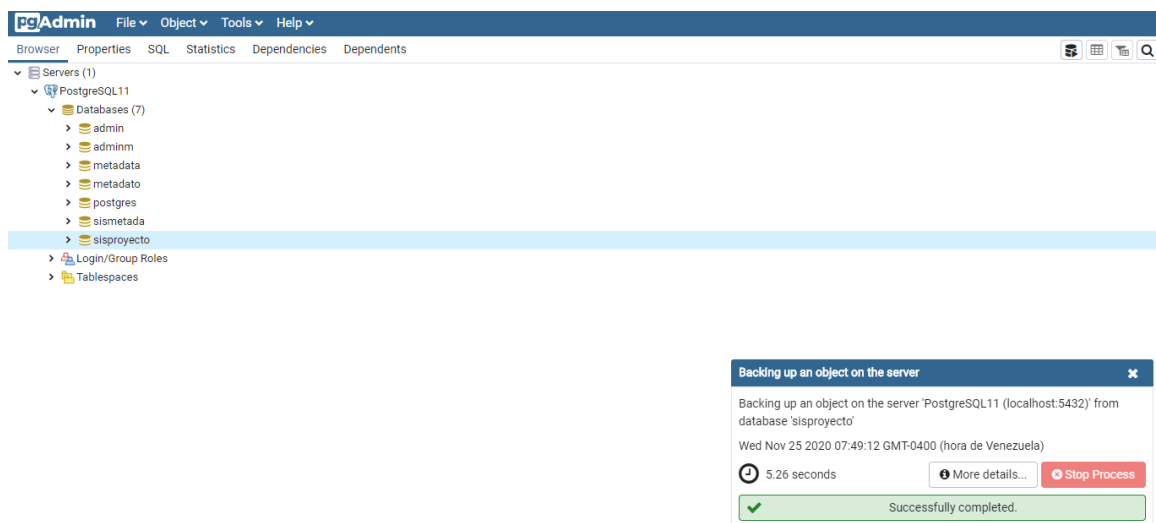 pgAdmin File Object Tools Help
Browser Properties SQL Statistics Dependencies Dependents
Servers (1)
PostgreSQL11
Databases (7)
admin
adminm
metadata
metadato
postgres
sismetada
sisproyecto
Login/Group Roles
Tablespaces
Backing up an object on the server
Backing up an object on the server 'PostgreSQL11 (localhost:5432)' from
database 'sisproyecto'
Wed Nov 25 2020 07:49:12 GMT-0400 (hora de Venezuela)
5.26 seconds More details... Stop Process
Successfully completed.